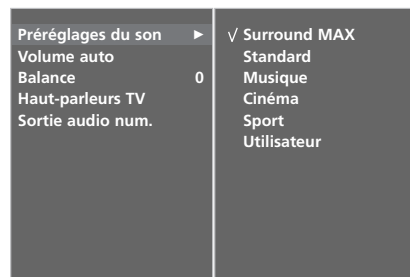 Préréglages du son ►
Volume auto
Balance 0
Haut-parleurs TV
Sortie audio num.
√ Surround MAX
Standard
Musique
Cinéma
Sport
Utilisateur